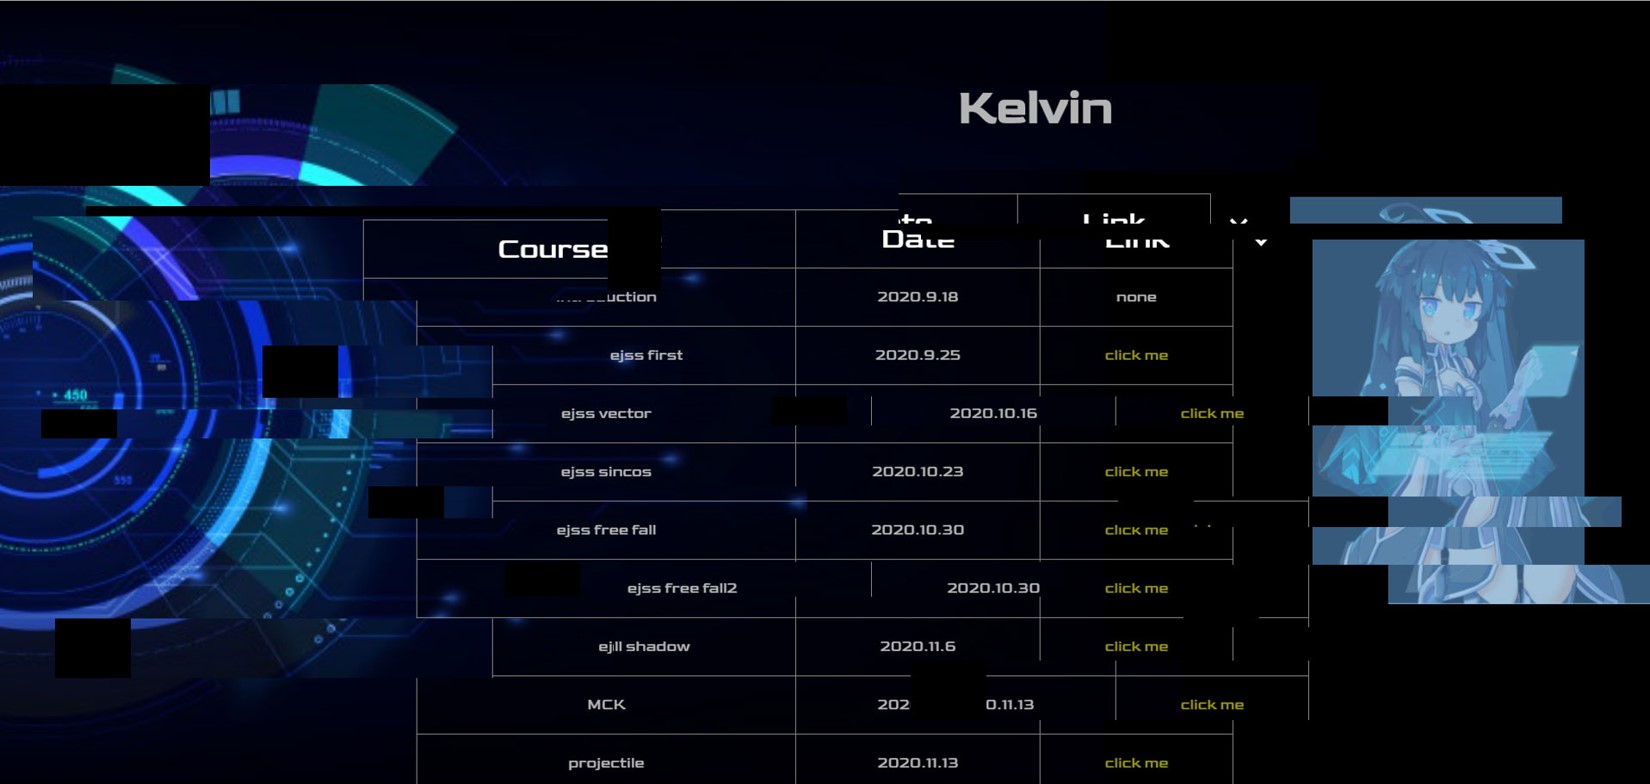 Kelvin
Course Date Link
2020.9.18 none
ejss first 2020.9.25 click me
ejss vector 2020.10.16 click me
ejss sincos 2020.10.23 click me
450
550
ejss free fall 2020.10.30 click me
ejss free fall2 2020.10.30 click me
ejll shadow 2020.11.6 click me
MCK 202 0.11.13 click me
projectile 2020.11.13 click me